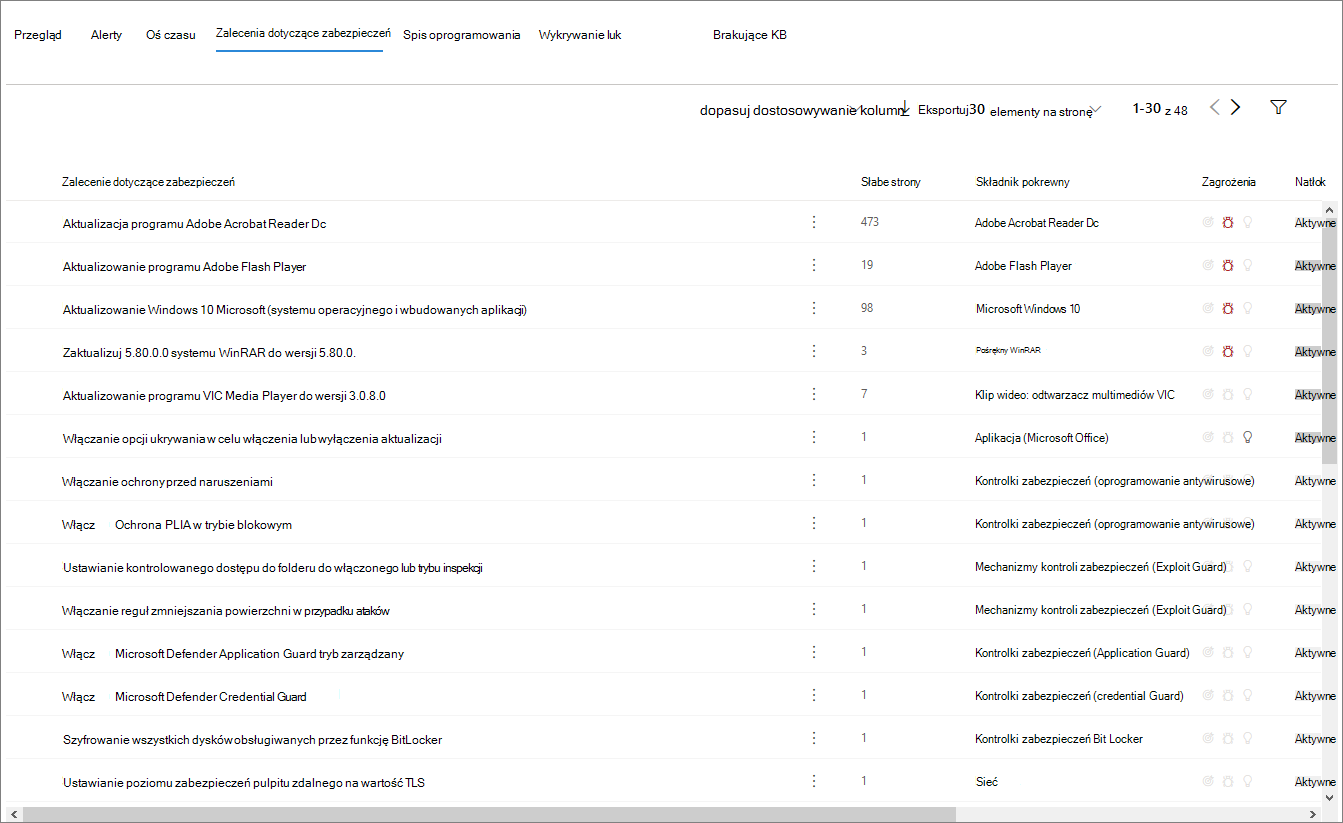 Przegląd Alerty Oś czasu Zalecenia dotyczące zabezpieczeń Spis oprogramowania Wykrywanie luk Brakujące KB
dopasuj dostosowywanie kolumn Eksportuj 30 elementy na stronę 1-30 z 48
Zalecenie dotyczące zabezpieczeń Słabe strony Składnik pokrewny Zagrożenia Natłok
Aktualizacja programu Adobe Acrobat Reader Dc 473 Adobe Acrobat Reader Dc Aktywne
Aktualizowanie programu Adobe Flash Player 19 Adobe Flash Player Aktywne
Aktualizowanie Windows 10 Microsoft (systemu operacyjnego i wbudowanych aplikacji) 98 Microsoft Windows 10 Aktywne
Zaktualizuj 5.80.0.0 systemu WinRAR do wersji 5.80.0. 3 Pośrękny WinRAR Aktywne
Aktualizowanie programu VIC Media Player do wersji 3.0.8.0 7 Klip wideo: odtwarzacz multimediów VIC Aktywne
Włączanie opcji ukrywania w celu włączenia lub wyłączenia aktualizacji 1 Aplikacja (Microsoft Office) Aktywne
Włączanie ochrony przed naruszeniami 1 Kontrolki zabezpieczeń (oprogramowanie antywirusowe) Aktywne
Włącz Ochrona PLIA w trybie blokowym 1 Kontrolki zabezpieczeń (oprogramowanie antywirusowe) Aktywne
Ustawianie kontrolowanego dostępu do folderu do włączonego lub trybu inspekcji 1 Mechanizmy kontroli zabezpieczeń (Exploit Guard) Aktywne
Włączanie reguł zmniejszania powierzchni w przypadku ataków 1 Mechanizmy kontroli zabezpieczeń (Exploit Guard) Aktywne
Włącz Microsoft Defender Application Guard tryb zarządzany 1 Kontrolki zabezpieczeń (Application Guard) Aktywne
Włącz Microsoft Defender Credential Guard 1 Kontrolki zabezpieczeń (credential Guard) Aktywne
Szyfrowanie wszystkich dysków obsługiwanych przez funkcję BitLocker 1 Kontrolki zabezpieczeń Bit Locker Aktywne
Ustawianie poziomu zabezpieczeń pulpitu zdalnego na wartość TLS 1 Sieć Aktywne